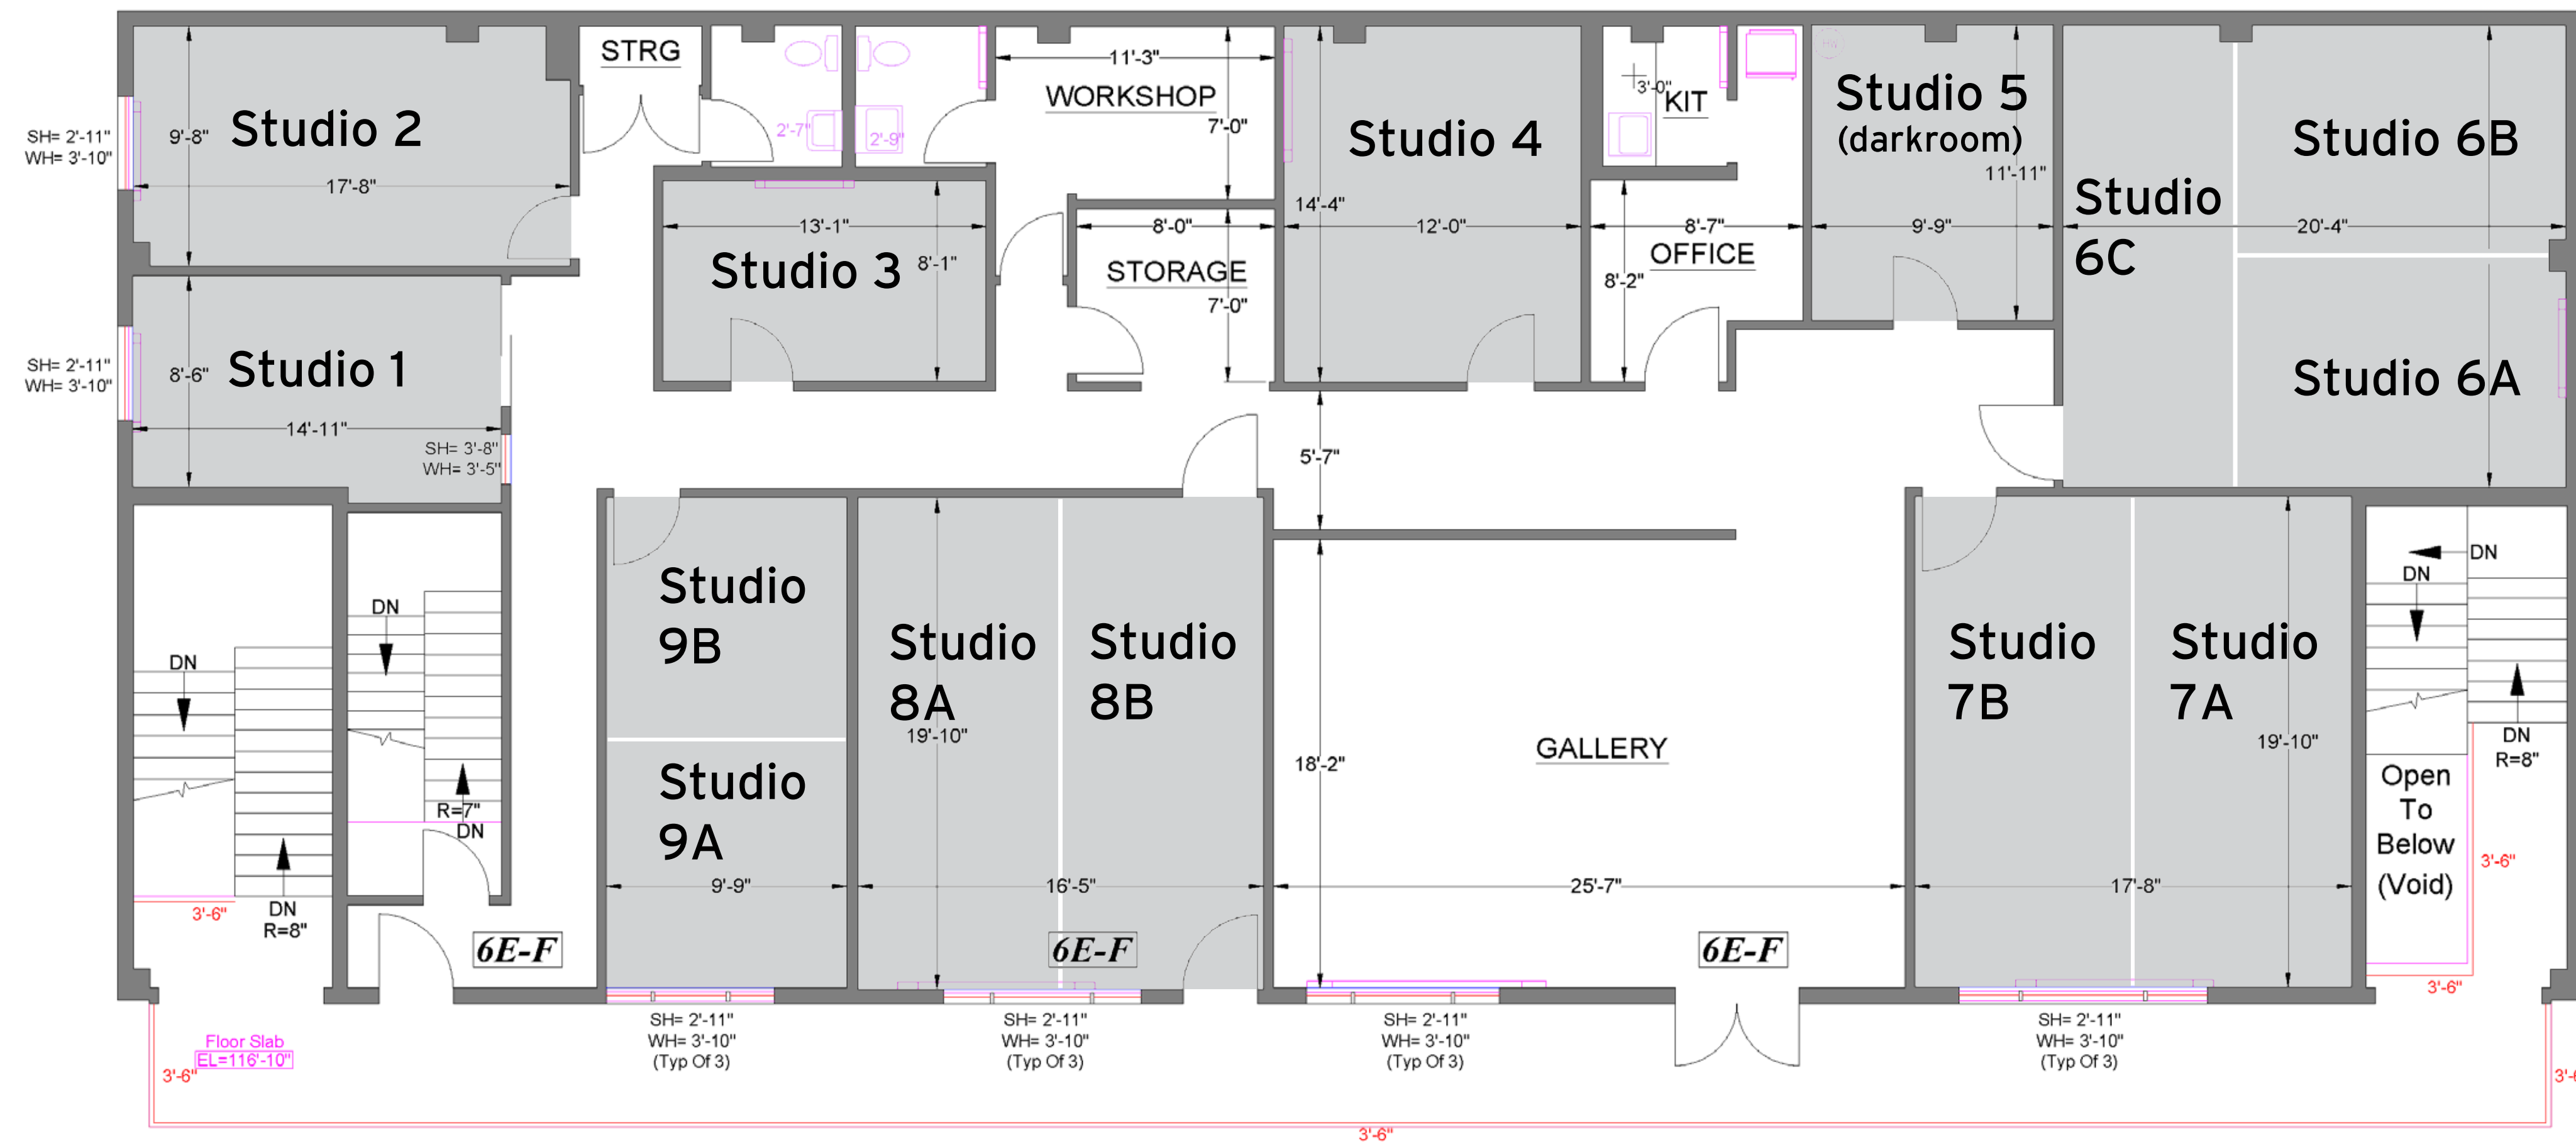 STRG
11'-3"
WORKSHOP
7'-0"
2'-7"
2'-9"
3'-0"
KIT
HW
Studio 5
(darkroom)
11'-11"
9'-9"
SH= 2'-11"
WH= 3'-10"
9'-8"
Studio 2
17'-8"
Studio 4
14'-4"
12'-0"
Studio 6B
Studio
6C
20'-4"
13'-1"
Studio 3
8'-1"
8'-0"
STORAGE
7'-0"
8'-7"
OFFICE
8'-2"
SH= 2'-11"
WH= 3'-10"
8'-6"
Studio 1
14'-11"
SH= 3'-8"
WH= 3'-5"
Studio 6A
5'-7"
DN
R=8"
DN
3'-6"
DN
R=7"
DN
6E-F
Studio
9B
Studio
9A
9'-9"
Studio
8A
19'-10"
Studio
8B
16'-5"
6E-F
GALLERY
18'-2"
25'-7"
6E-F
Studio
7B
Studio
7A
19'-10"
17'-8"
DN
DN
DN
R=8"
Open
To
Below
(Void)
3'-6"
3'-6"
SH= 2'-11"
WH= 3'-10"
(Typ Of 3)
SH= 2'-11"
WH= 3'-10"
(Typ Of 3)
SH= 2'-11"
WH= 3'-10"
(Typ Of 3)
SH= 2'-11"
WH= 3'-10"
(Typ Of 3)
Floor Slab
EL=116'-10"
3'-6"
3'-6"